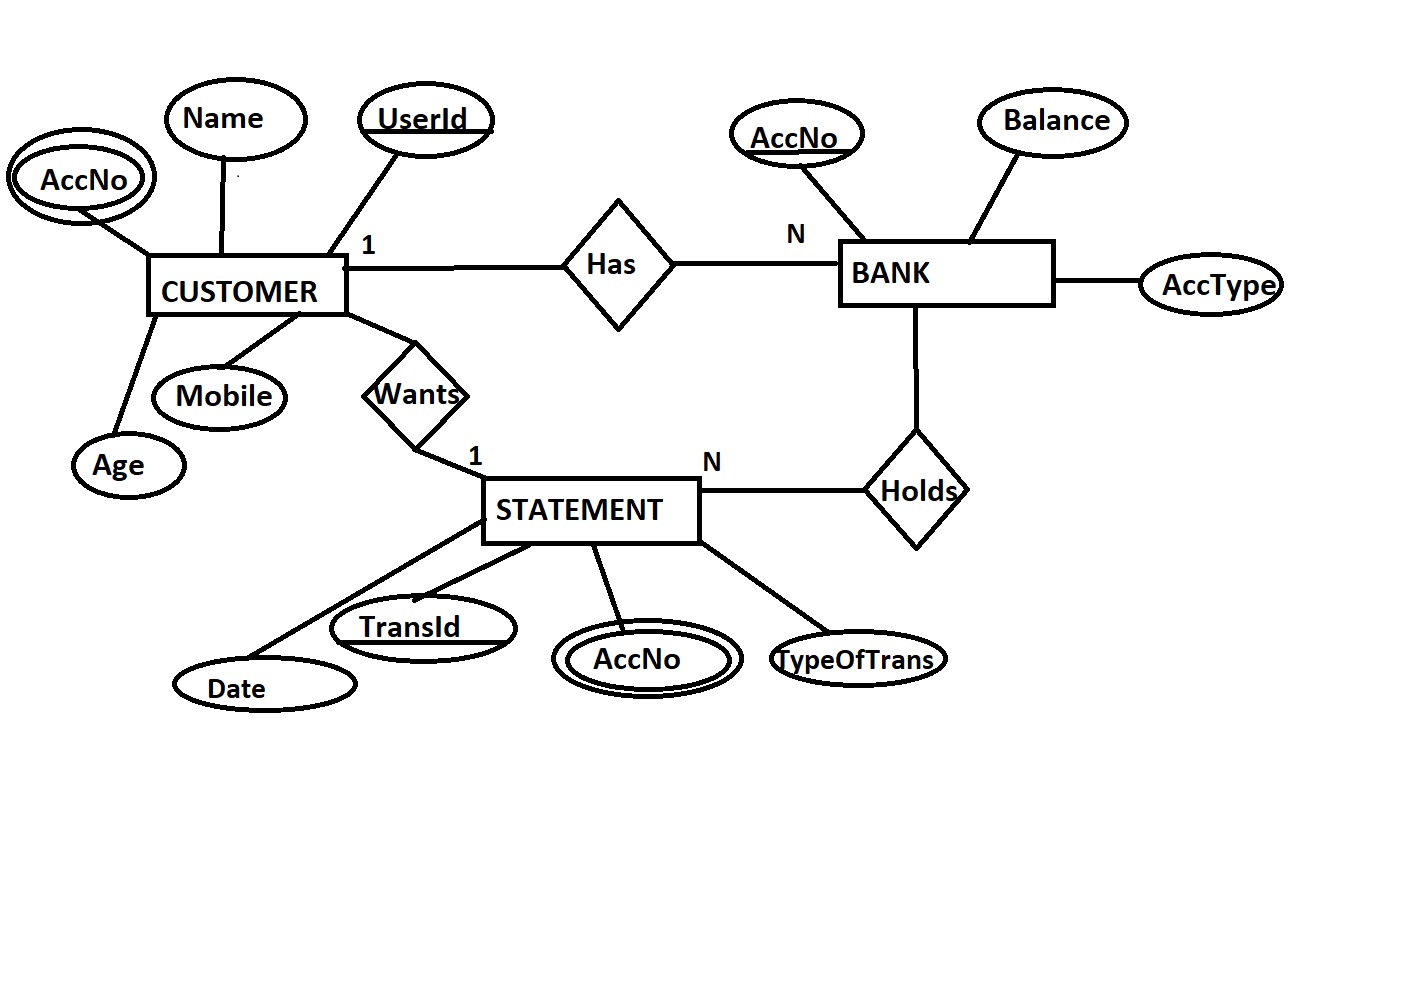 Name
UserId
AccNo
AccNo
Balance
AccNo
1
N
Has
BANK
CUSTOMER
AccType
Mobile
Wants
Age
1
N
STATEMENT
Holds
TransId
AccNo
TypeOfTrans
Date